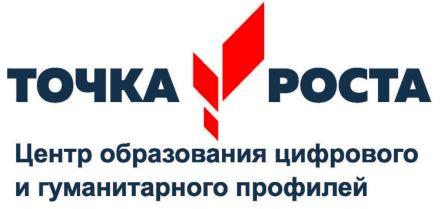 ТОЧКА РОСТА
Центр образования цифрового
и гуманитарного профилей